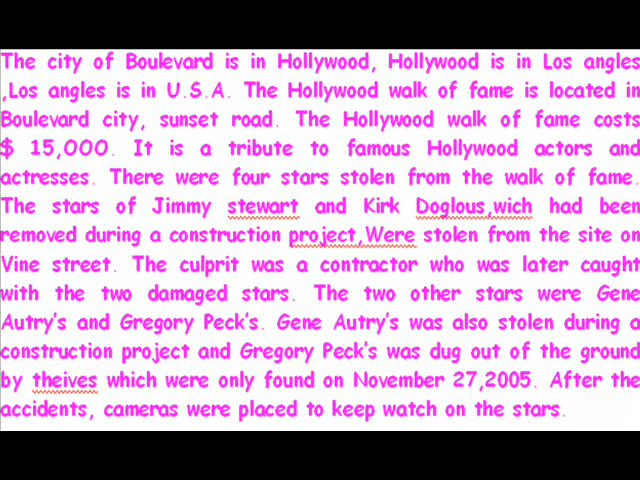 The city of Boulevard is in Hollywood, Hollywood is in Los angles
,Los angles is in U.S.A. The Hollywood walk of fame is located in
Boulevard city, sunset road. The Hollywood walk of fame costs
$ 15,000. It is a tribute to famous Hollywood actors and
actresses. There were four stars stolen from the walk of fame.
The stars of Jimmy stewart and Kirk Doglous,wich had been
removed during a construction project,Were stolen from the site on
Vine street. The culprit was a contractor who was later caught
with the two damaged stars. The two other stars were Gene
Autry's and Gregory Peck's. Gene Autry's was also stolen during a
construction project and Gregory Peck's was dug out of the ground
by theives which were only found on November 27,2005. After the
accidents, cameras were placed to keep watch on the stars.